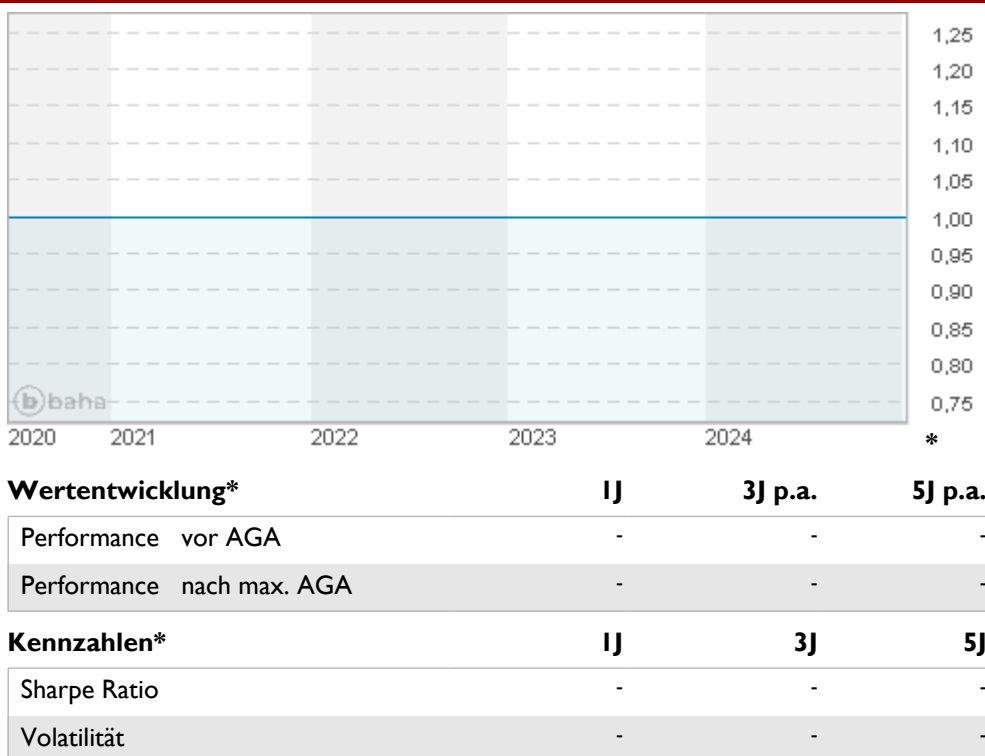 1,25
1,20
1,15
1,10
1,05
1,00
0,95
0,90
0,85
0,80
0,75
b baha
2020 2021 2022 2023 2024 *
Wertentwicklung* 1J 3J p.a. 5J p.a.
Performance vor AGA - - -
Performance nach max. AGA - - -
Kennzahlen* 1J 3J 5J
Sharpe Ratio - - -
Volatilität - - -